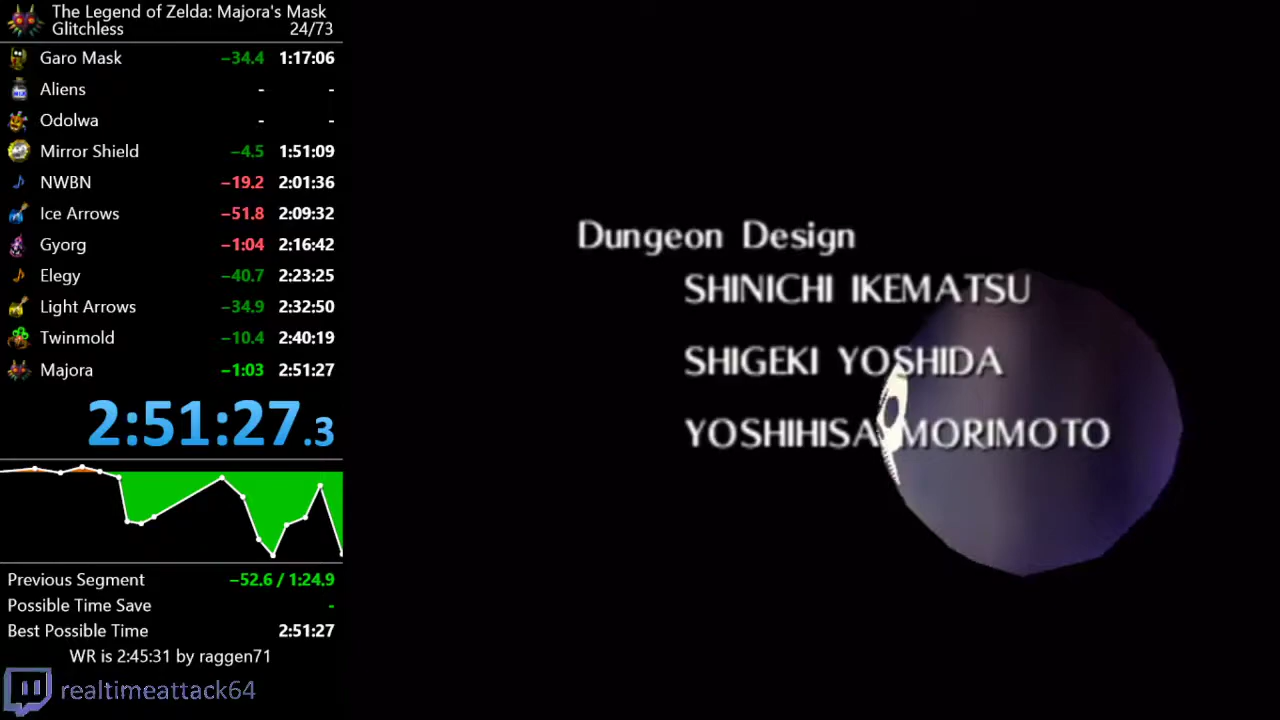 The Legend of Zelda: Majora's Mask
Glitchless 24/73
Garo Mask −34.4 1:17:06
Aliens - -
Odolwa - -
Mirror Shield −4.5 1:51:09
NWBN −19.2 2:01:36
Ice Arrows −51.8 2:09:32
Gyorg −1:04 2:16:42
Elegy −40.7 2:23:25
Light Arrows −34.9 2:32:50
Twinmold −10.4 2:40:19
Majora −1:03 2:51:27
2:51:27.3
Previous Segment −52.6 / 1:24.9
Possible Time Save -
Best Possible Time 2:51:27
WR is 2:45:31 by raggen71
realtimeattack64
Dungeon Design
SHINICHI IKEMATSU
SHIGEKI YOSHIDA
YOSHIHISA MORIMOTO